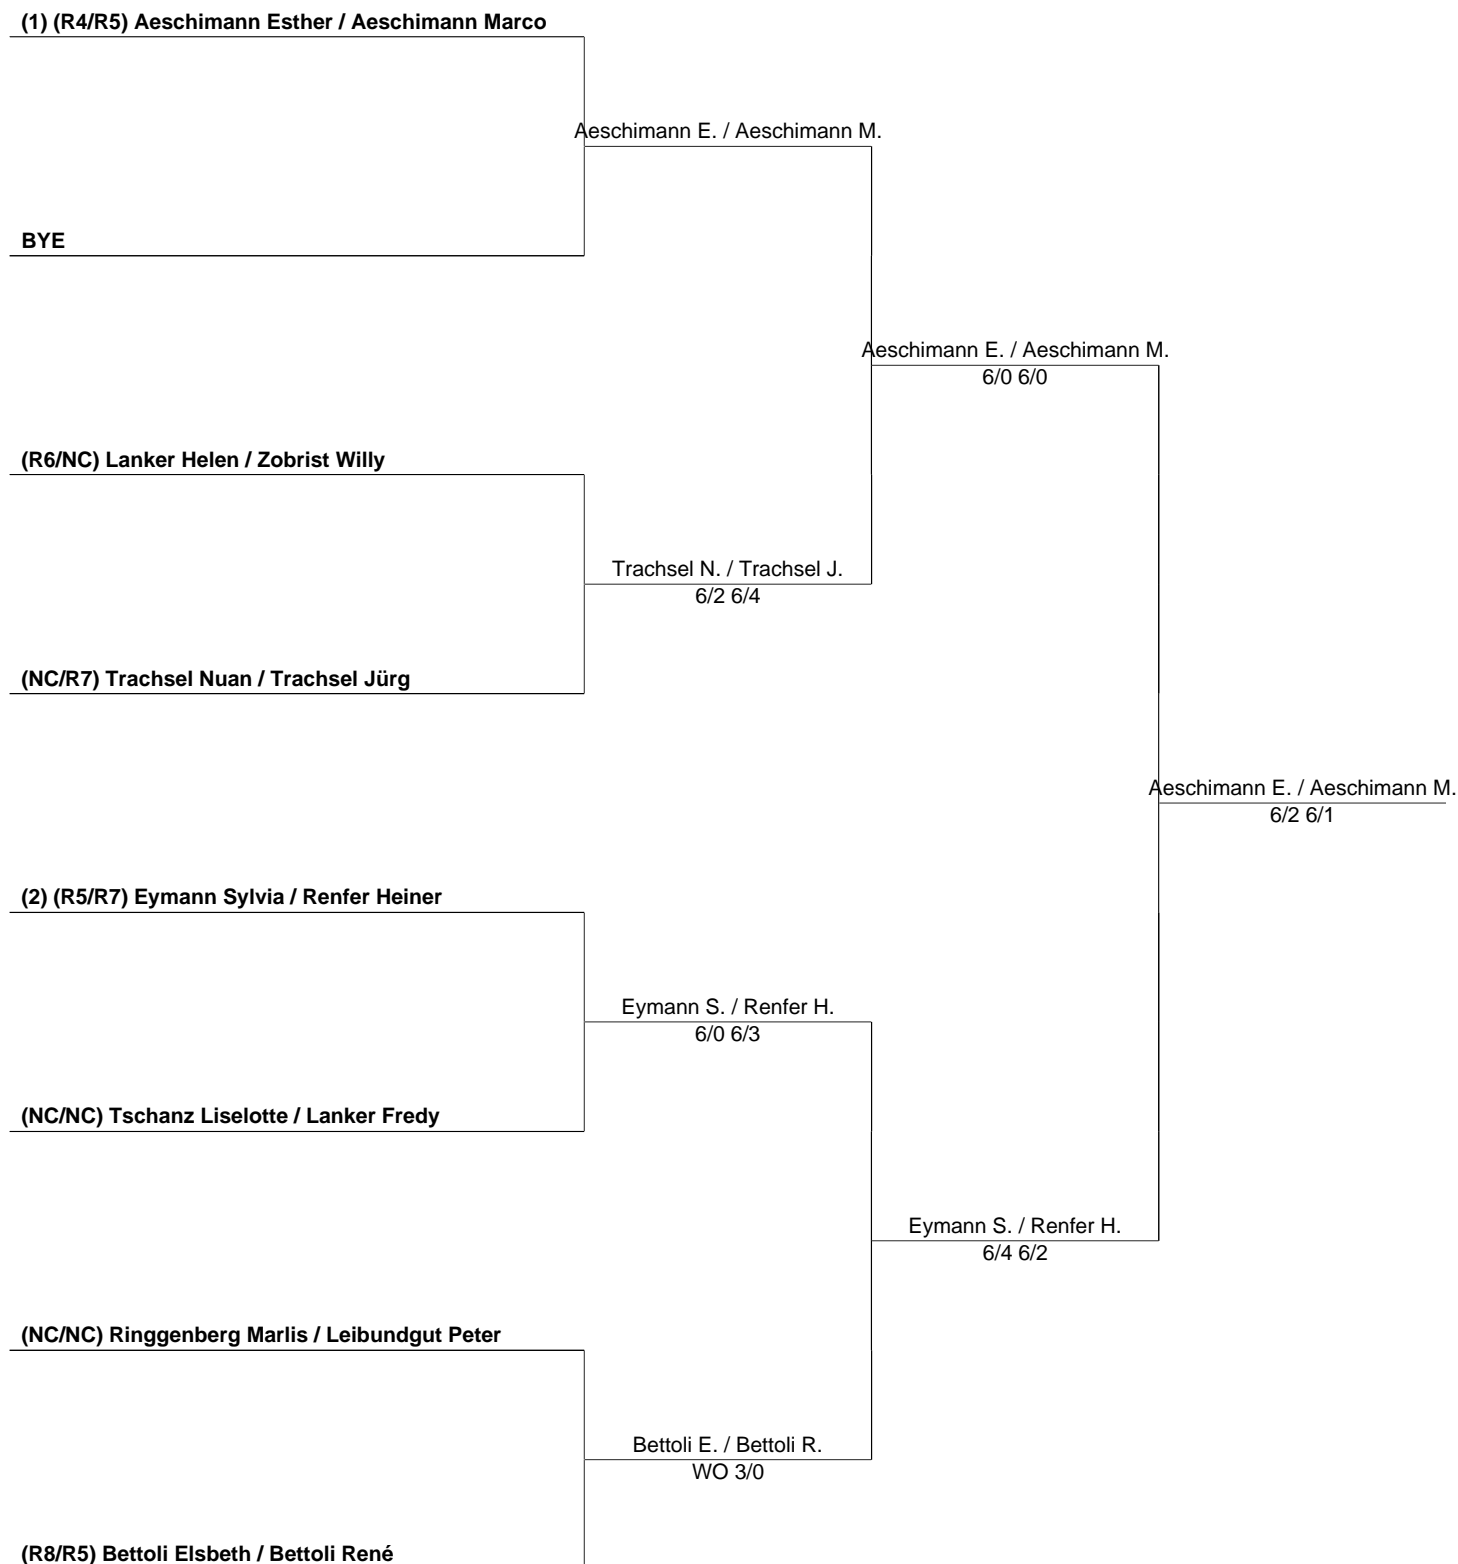 (1) (R4/R5) Aeschimann Esther / Aeschimann Marco
Aeschimann E. / Aeschimann M.
BYE
Aeschimann E. / Aeschimann M.
6/0 6/0
(R6/NC) Lanker Helen / Zobrist Willy
Trachsel N. / Trachsel J.
6/2 6/4
(NC/R7) Trachsel Nuan / Trachsel Jürg
Aeschimann E. / Aeschimann M.
6/2 6/1
(2) (R5/R7) Eymann Sylvia / Renfer Heiner
Eymann S. / Renfer H.
6/0 6/3
(NC/NC) Tschanz Liselotte / Lanker Fredy
Eymann S. / Renfer H.
6/4 6/2
(NC/NC) Ringgenberg Marlis / Leibundgut Peter
Bettoli E. / Bettoli R.
WO 3/0
(R8/R5) Bettoli Elsbeth / Bettoli René